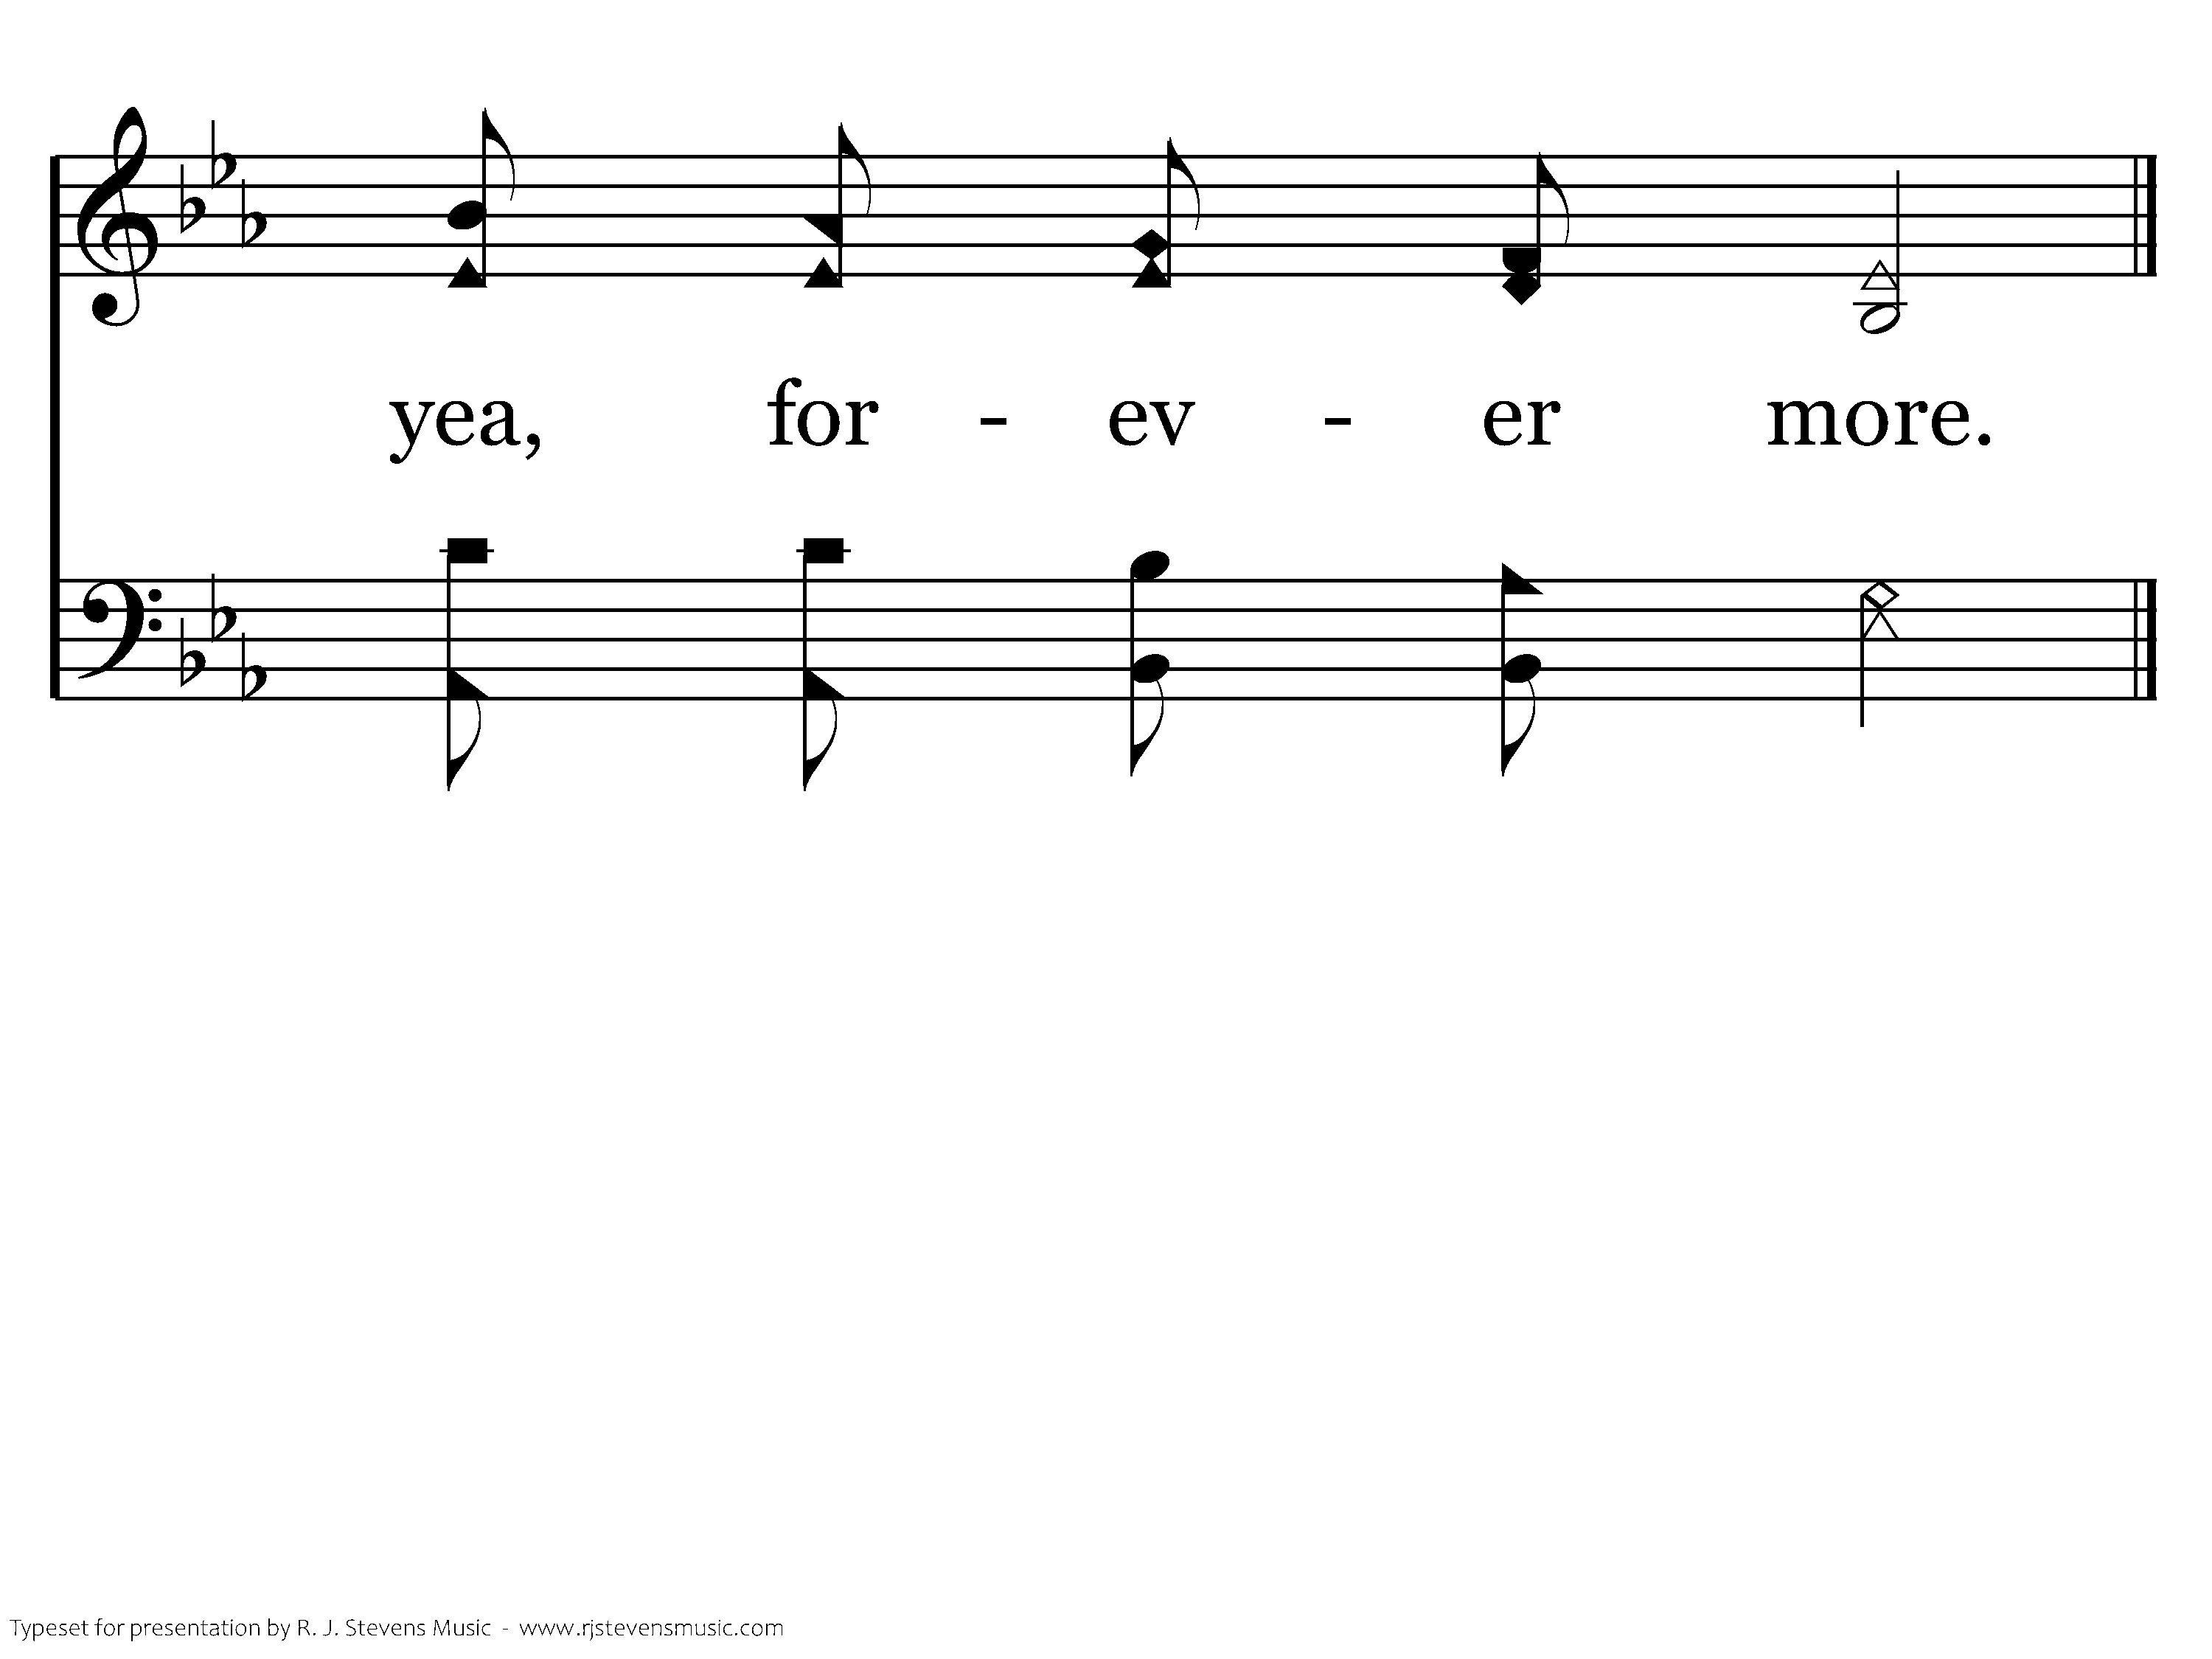 yea, for - ev - er more.
Typeset for presentation by R. J. Stevens Music - www.rjstevensmusic.com